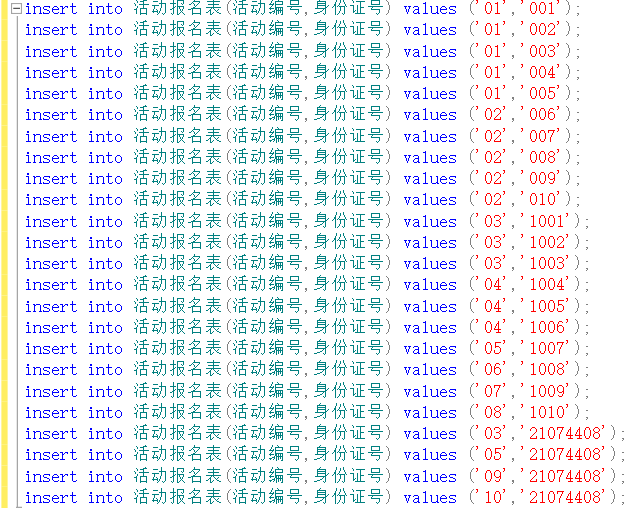 insert into 活动报名表(活动编号,身份证号) values ('01','001');
insert into 活动报名表(活动编号,身份证号) values ('01','002');
insert into 活动报名表(活动编号,身份证号) values ('01','003');
insert into 活动报名表(活动编号,身份证号) values ('01','004');
insert into 活动报名表(活动编号,身份证号) values ('01','005');
insert into 活动报名表(活动编号,身份证号) values ('02','006');
insert into 活动报名表(活动编号,身份证号) values ('02','007');
insert into 活动报名表(活动编号,身份证号) values ('02','008');
insert into 活动报名表(活动编号,身份证号) values ('02','009');
insert into 活动报名表(活动编号,身份证号) values ('02','010');
insert into 活动报名表(活动编号,身份证号) values ('03','1001');
insert into 活动报名表(活动编号,身份证号) values ('03','1002');
insert into 活动报名表(活动编号,身份证号) values ('03','1003');
insert into 活动报名表(活动编号,身份证号) values ('04','1004');
insert into 活动报名表(活动编号,身份证号) values ('04','1005');
insert into 活动报名表(活动编号,身份证号) values ('04','1006');
insert into 活动报名表(活动编号,身份证号) values ('05','1007');
insert into 活动报名表(活动编号,身份证号) values ('06','1008');
insert into 活动报名表(活动编号,身份证号) values ('07','1009');
insert into 活动报名表(活动编号,身份证号) values ('08','1010');
insert into 活动报名表(活动编号,身份证号) values ('03','21074408');
insert into 活动报名表(活动编号,身份证号) values ('05','21074408');
insert into 活动报名表(活动编号,身份证号) values ('09','21074408');
insert into 活动报名表(活动编号,身份证号) values ('10','21074408');